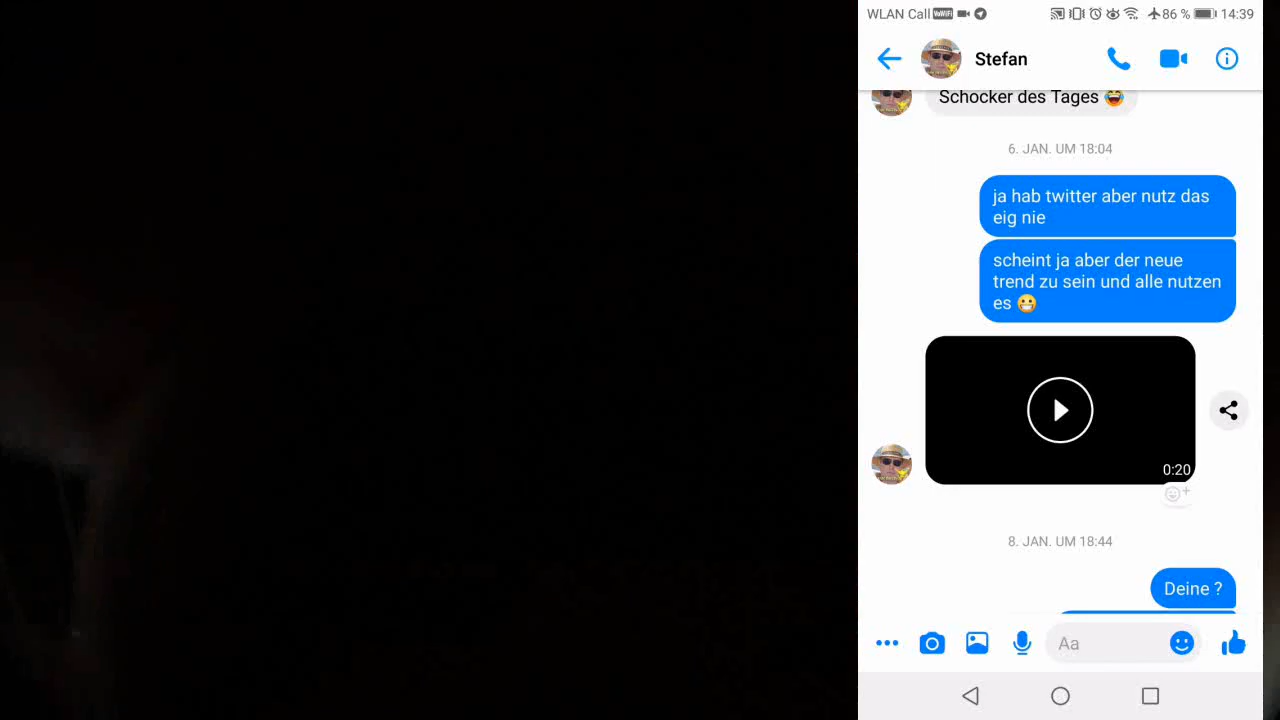 WLAN Call VoWiFi 86 % 14:39
Stefan
Schocker des Tages 😂
6. JAN. UM 18:04
ja hab twitter aber nutz das
eig nie
scheint ja aber der neue
trend zu sein und alle nutzen
es 😬
0:20
8. JAN. UM 18:44
Deine ?
Aa